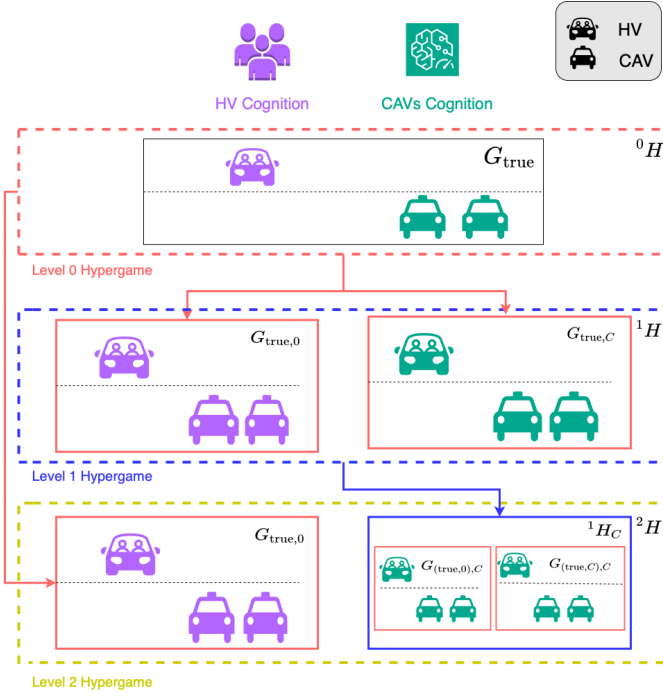 HV
CAV
HV Cognition
CAVs Cognition
G_true
^0H
Level 0 Hypergame
G_true,0
G_true,C
^1H
Level 1 Hypergame
G_true,0
^1H_C
^2H
G_(true,0),C
G_(true,C),C
Level 2 Hypergame